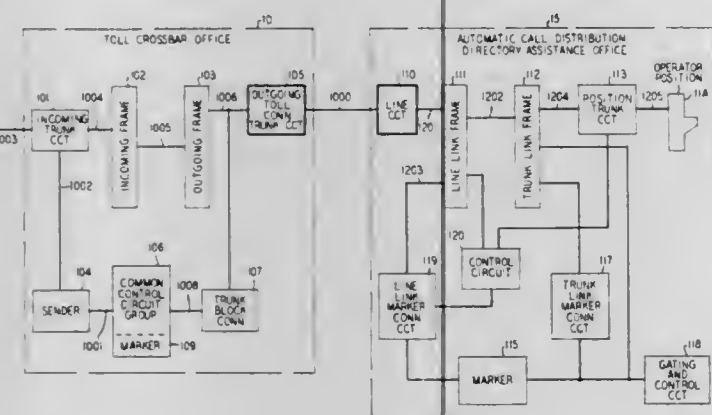 10
TOLL CROSSBAR OFFICE
101
1004
102
103
1006
105
1003
INCOMING
TRUNK CCT
INCOMING FRAME
1005
OUTGOING FRAME
OUTGOING
TOLL
CONN
TRUNK CCT
1000
1002
104
106
107
SENDER
1001
COMMON
CONTROL
CIRCUIT
GROUP
MARKER
109
1008
TRUNK
BLOCK
CONN
15
AUTOMATIC CALL DISTRIBUTION
DIRECTORY ASSISTANCE OFFICE
OPERATOR
POSITION
110
111
112
113
114
LINE
CCT
120
LINE LINK FRAME
1202
TRUNK LINK FRAME
1204
POSITION
TRUNK
CCT
1205
1203
120
CONTROL
CIRCUIT
119
LINE
LINK
MARKER
CONN
CCT
117
TRUNK
LINK
MARKER
CONN
CCT
115
MARKER
118
GATING
AND
CONTROL
CCT